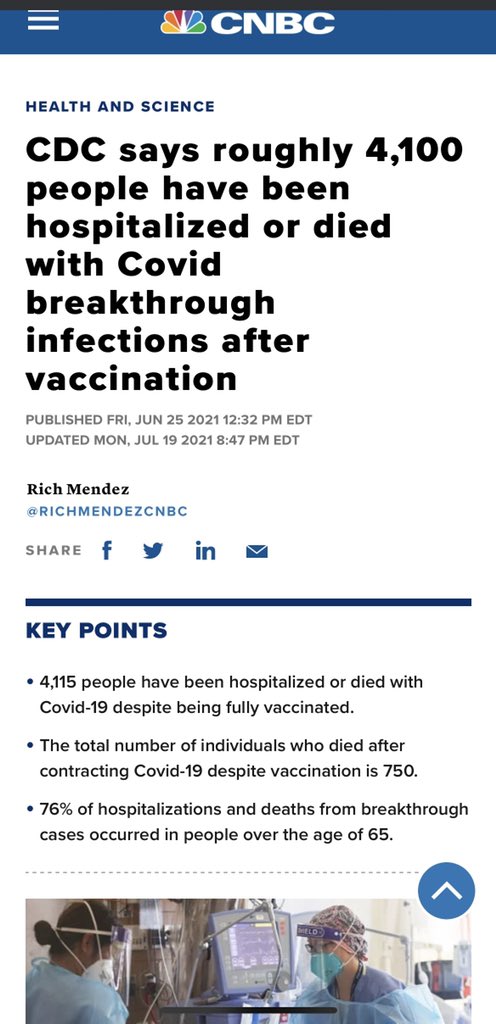 CNBC
HEALTH AND SCIENCE
CDC says roughly 4,100
people have been
hospitalized or died
with Covid
breakthrough
infections after
vaccination
PUBLISHED FRI, JUN 25 2021 12:32 PM EDT
UPDATED MON, JUL 19 2021 8:47 PM EDT
Rich Mendez
@RICHMENDEZCNBC
SHARE f in
KEY POINTS
• 4,115 people have been hospitalized or died with
Covid-19 despite being fully vaccinated.
• The total number of individuals who died after
contracting Covid-19 despite vaccination is 750.
• 76% of hospitalizations and deaths from breakthrough
cases occurred in people over the age of 65.
SHIELD